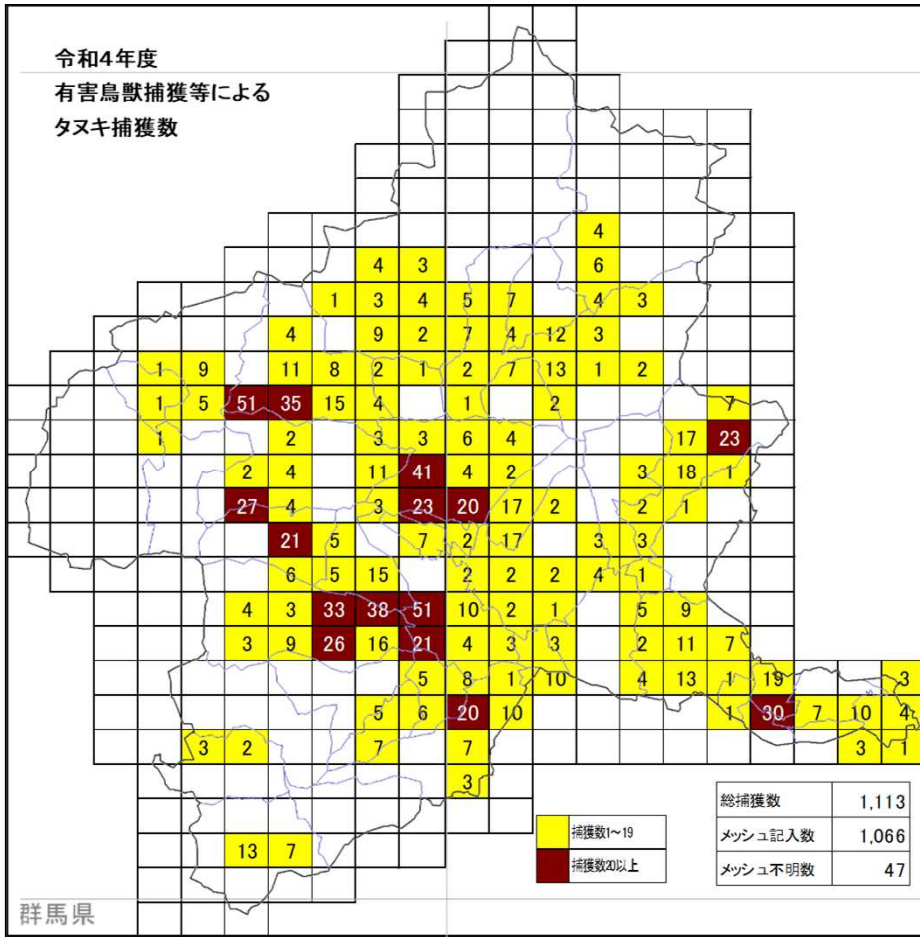 令和4年度
有害鳥獣捕獲等による
タヌキ捕獲数
4
4 3 6
1 3 4 5 7 4 3
4 9 2 7 4 12 3
1 9 11 8 2 1 2 7 13 1 2
1 5 51 35 15 4 1 2 7
1 2 3 3 6 4 17 23
2 4 11 41 4 2 3 18 1
27 4 3 23 20 17 2 2 1
21 5 7 2 17 3 3
6 5 15 2 2 2 4 1
4 3 33 38 51 10 2 1 5 9
3 9 26 16 21 4 3 3 2 11 7
5 8 1 10 4 13 1 19 3
5 6 20 10 1 30 7 10 4
3 2 7 7 3 1
3
13 7
捕獲数1～19
捕獲数20以上
総捕獲数 1,113
メッシュ記入数 1,066
メッシュ不明数 47
群馬県